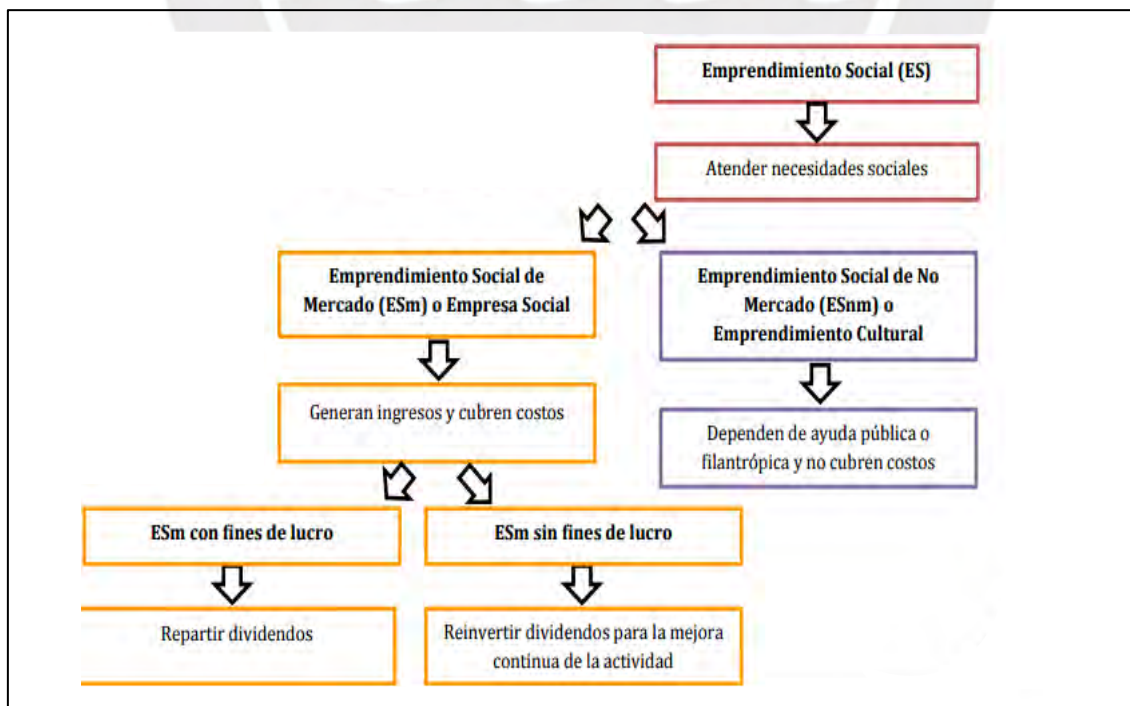 Emprendimiento Social (ES)
Atender necesidades sociales
Emprendimiento Social de
Mercado (ESm) o Empresa Social
Emprendimiento Social de No
Mercado (ESnm) o
Emprendimiento Cultural
Generan ingresos y cubren costos
Dependen de ayuda pública o
filantrópica y no cubren costos
ESm con fines de lucro
ESm sin fines de lucro
Repartir dividendos
Reinvertir dividendos para la mejora
continua de la actividad